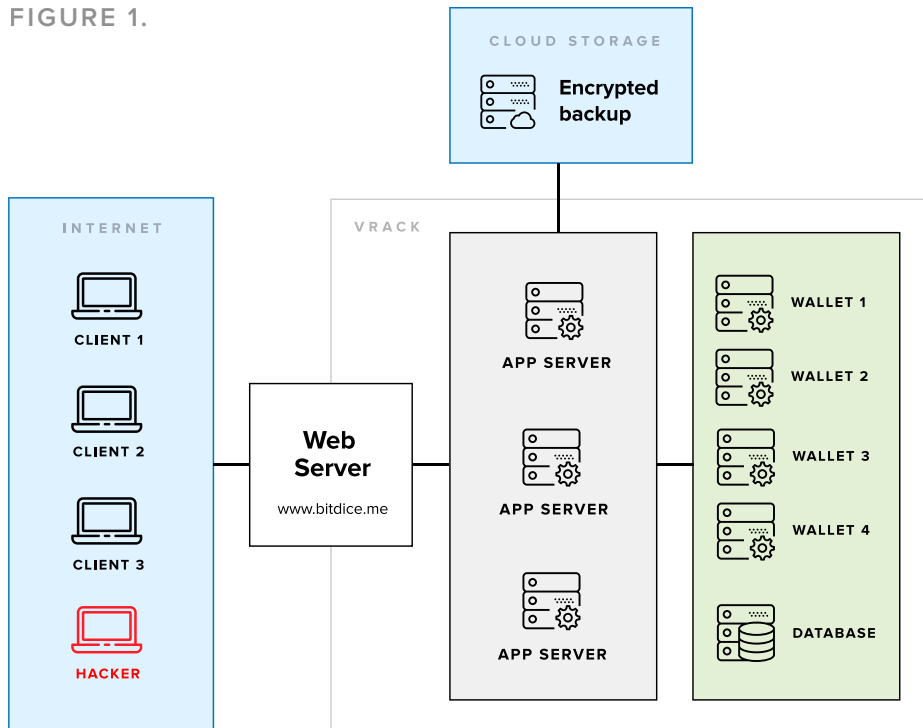 FIGURE 1.
CLOUD STORAGE
Encrypted
backup
INTERNET
CLIENT 1
CLIENT 2
CLIENT 3
HACKER
Web
Server
www.bitdice.me
VRACK
APP SERVER
APP SERVER
APP SERVER
WALLET 1
WALLET 2
WALLET 3
WALLET 4
DATABASE